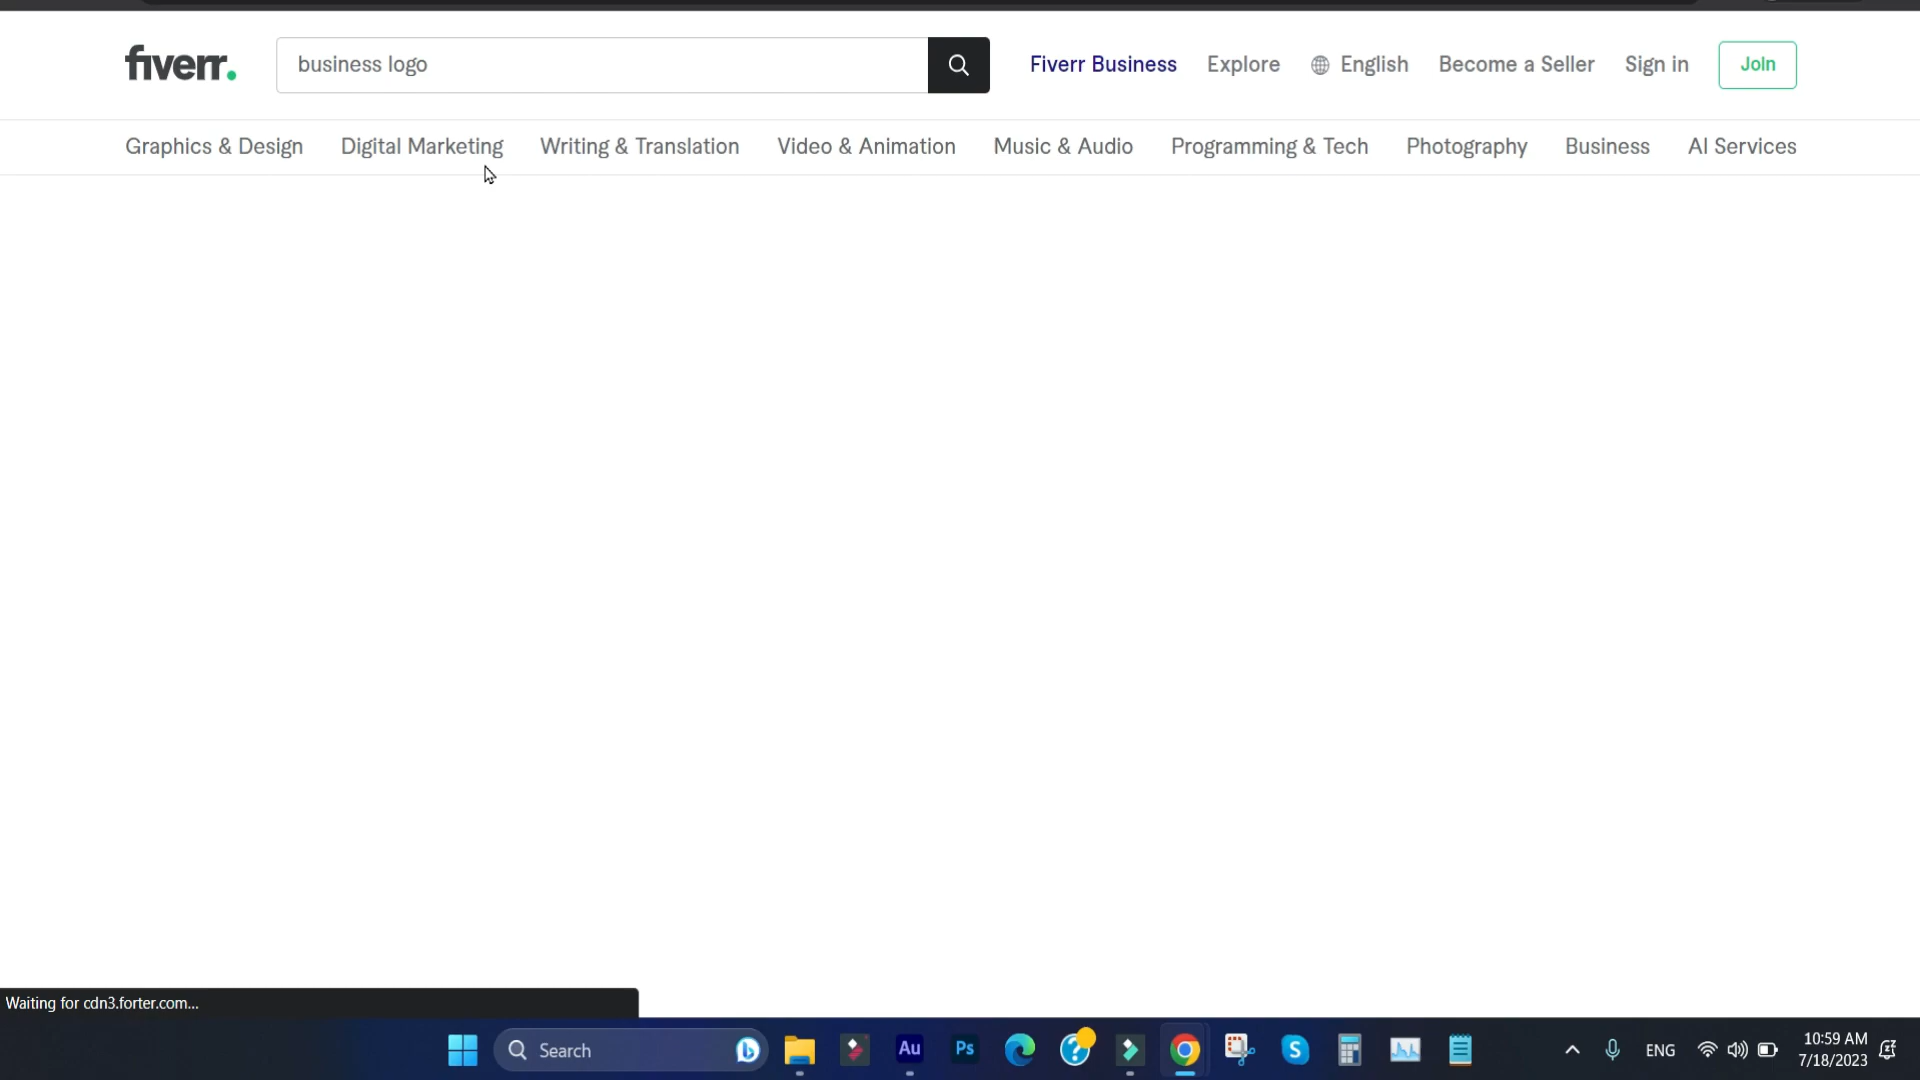 fiverr.
business logo
Fiverr Business
Explore
English
Become a Seller
Sign in
Join
Graphics & Design
Digital Marketing
Writing & Translation
Video & Animation
Music & Audio
Programming & Tech
Photography
Business
AI Services
Waiting for cdn3.forter.com...
Search
Au
Ps
ENG
10:59 AM
7/18/2023